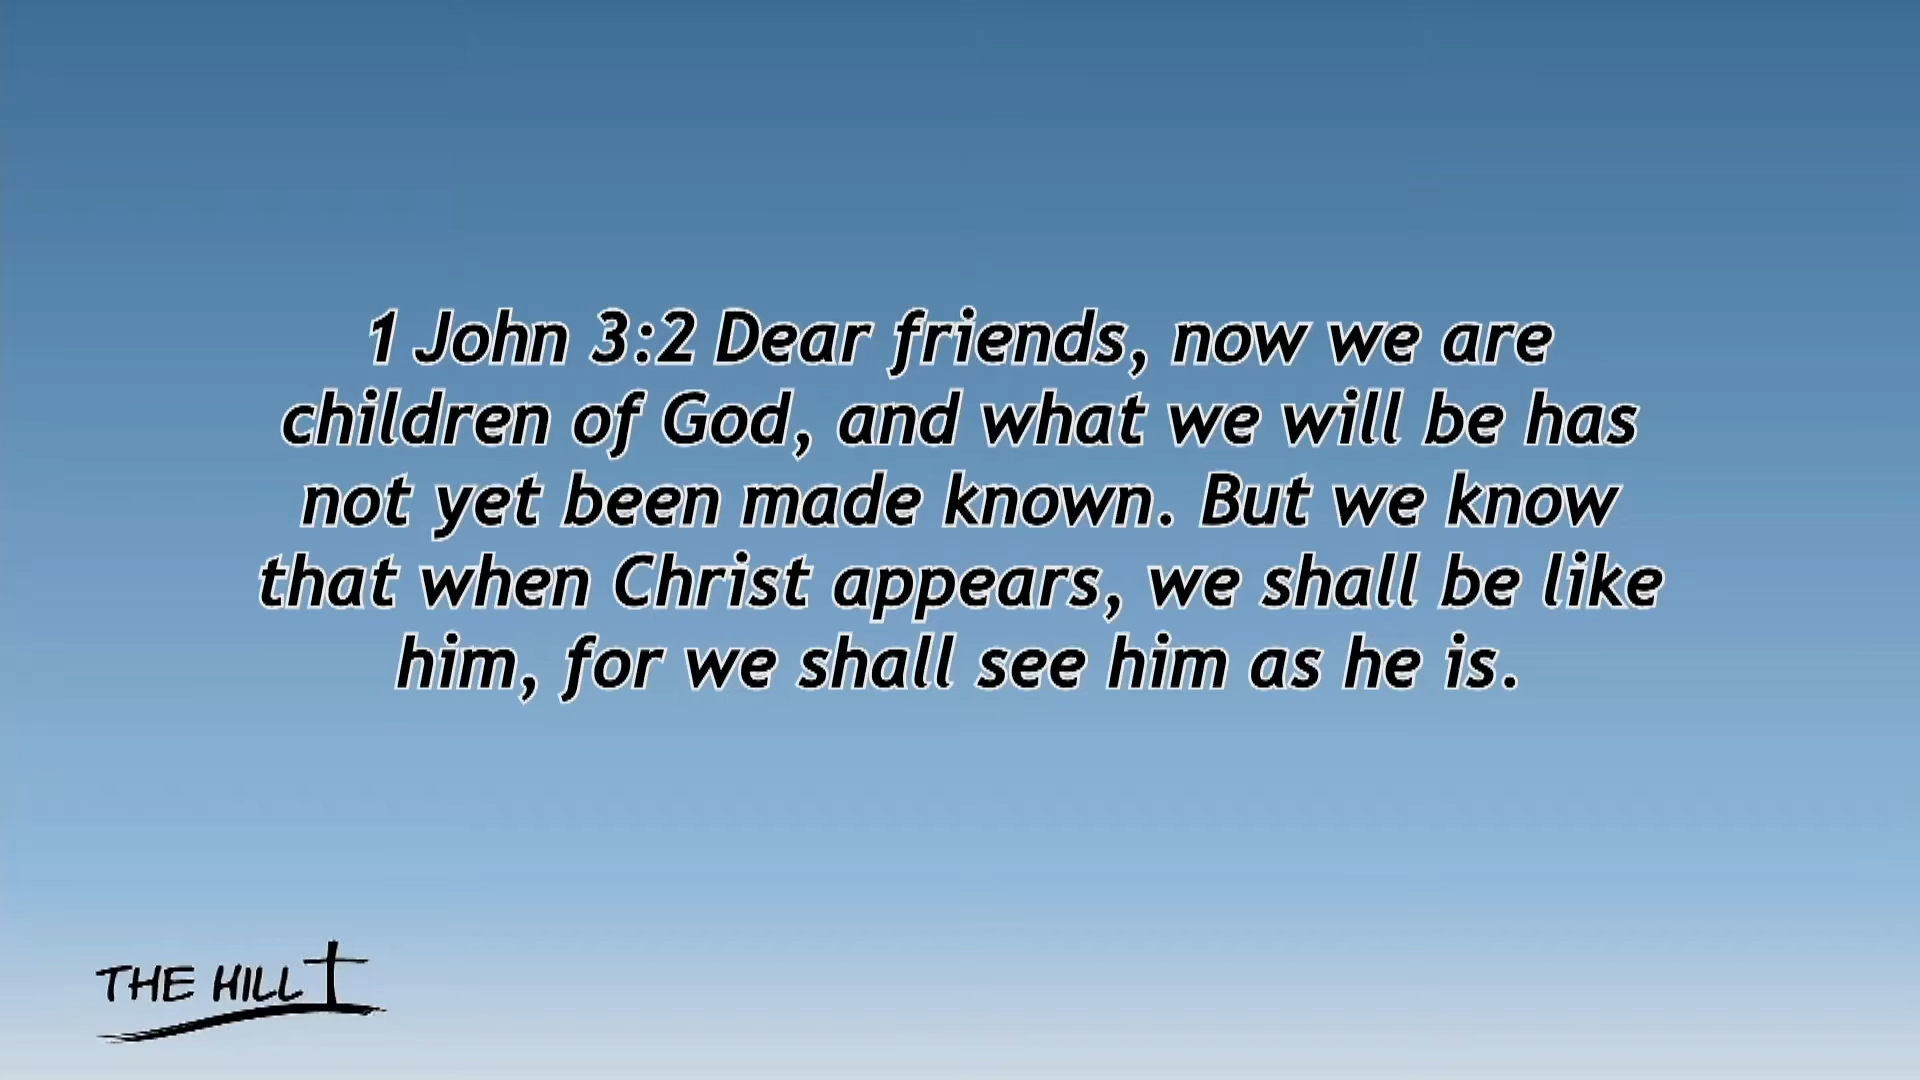 1 John 3:2 Dear friends, now we are
children of God, and what we will be has
not yet been made known. But we know
that when Christ appears, we shall be like
him, for we shall see him as he is.
THE HILL